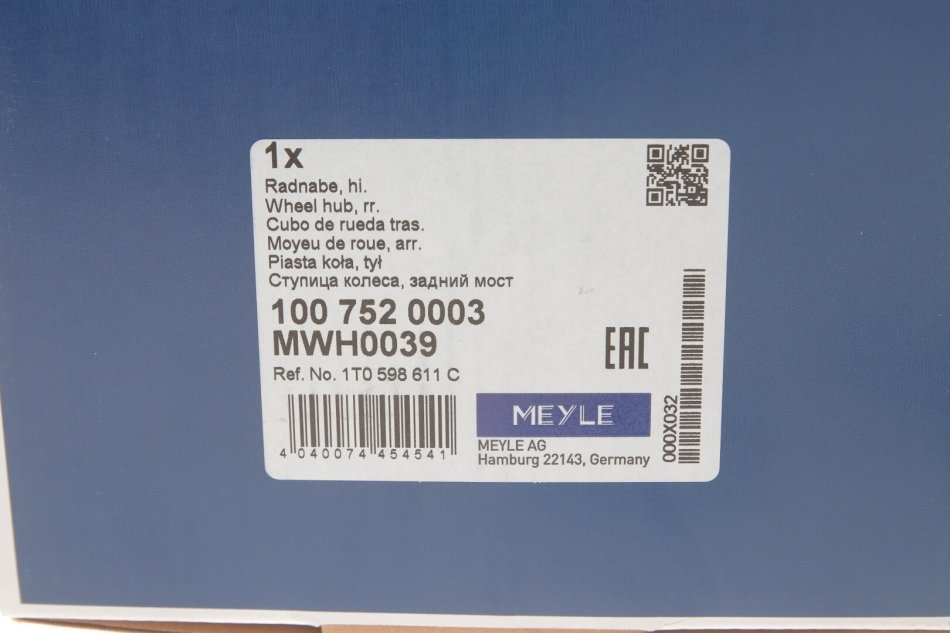 1x
Radnabe, hi.
Wheel hub, rr.
Cubo de rueda tras.
Moyeu de roue, arr.
Piasta koła, tył
Ступица колеса, задний мост
100 752 0003
MWH0039
EAC
Ref. No. 1T0 598 611 C
4 040074 454541
MEYLE
MEYLE AG
Hamburg 22143, Germany
000X032